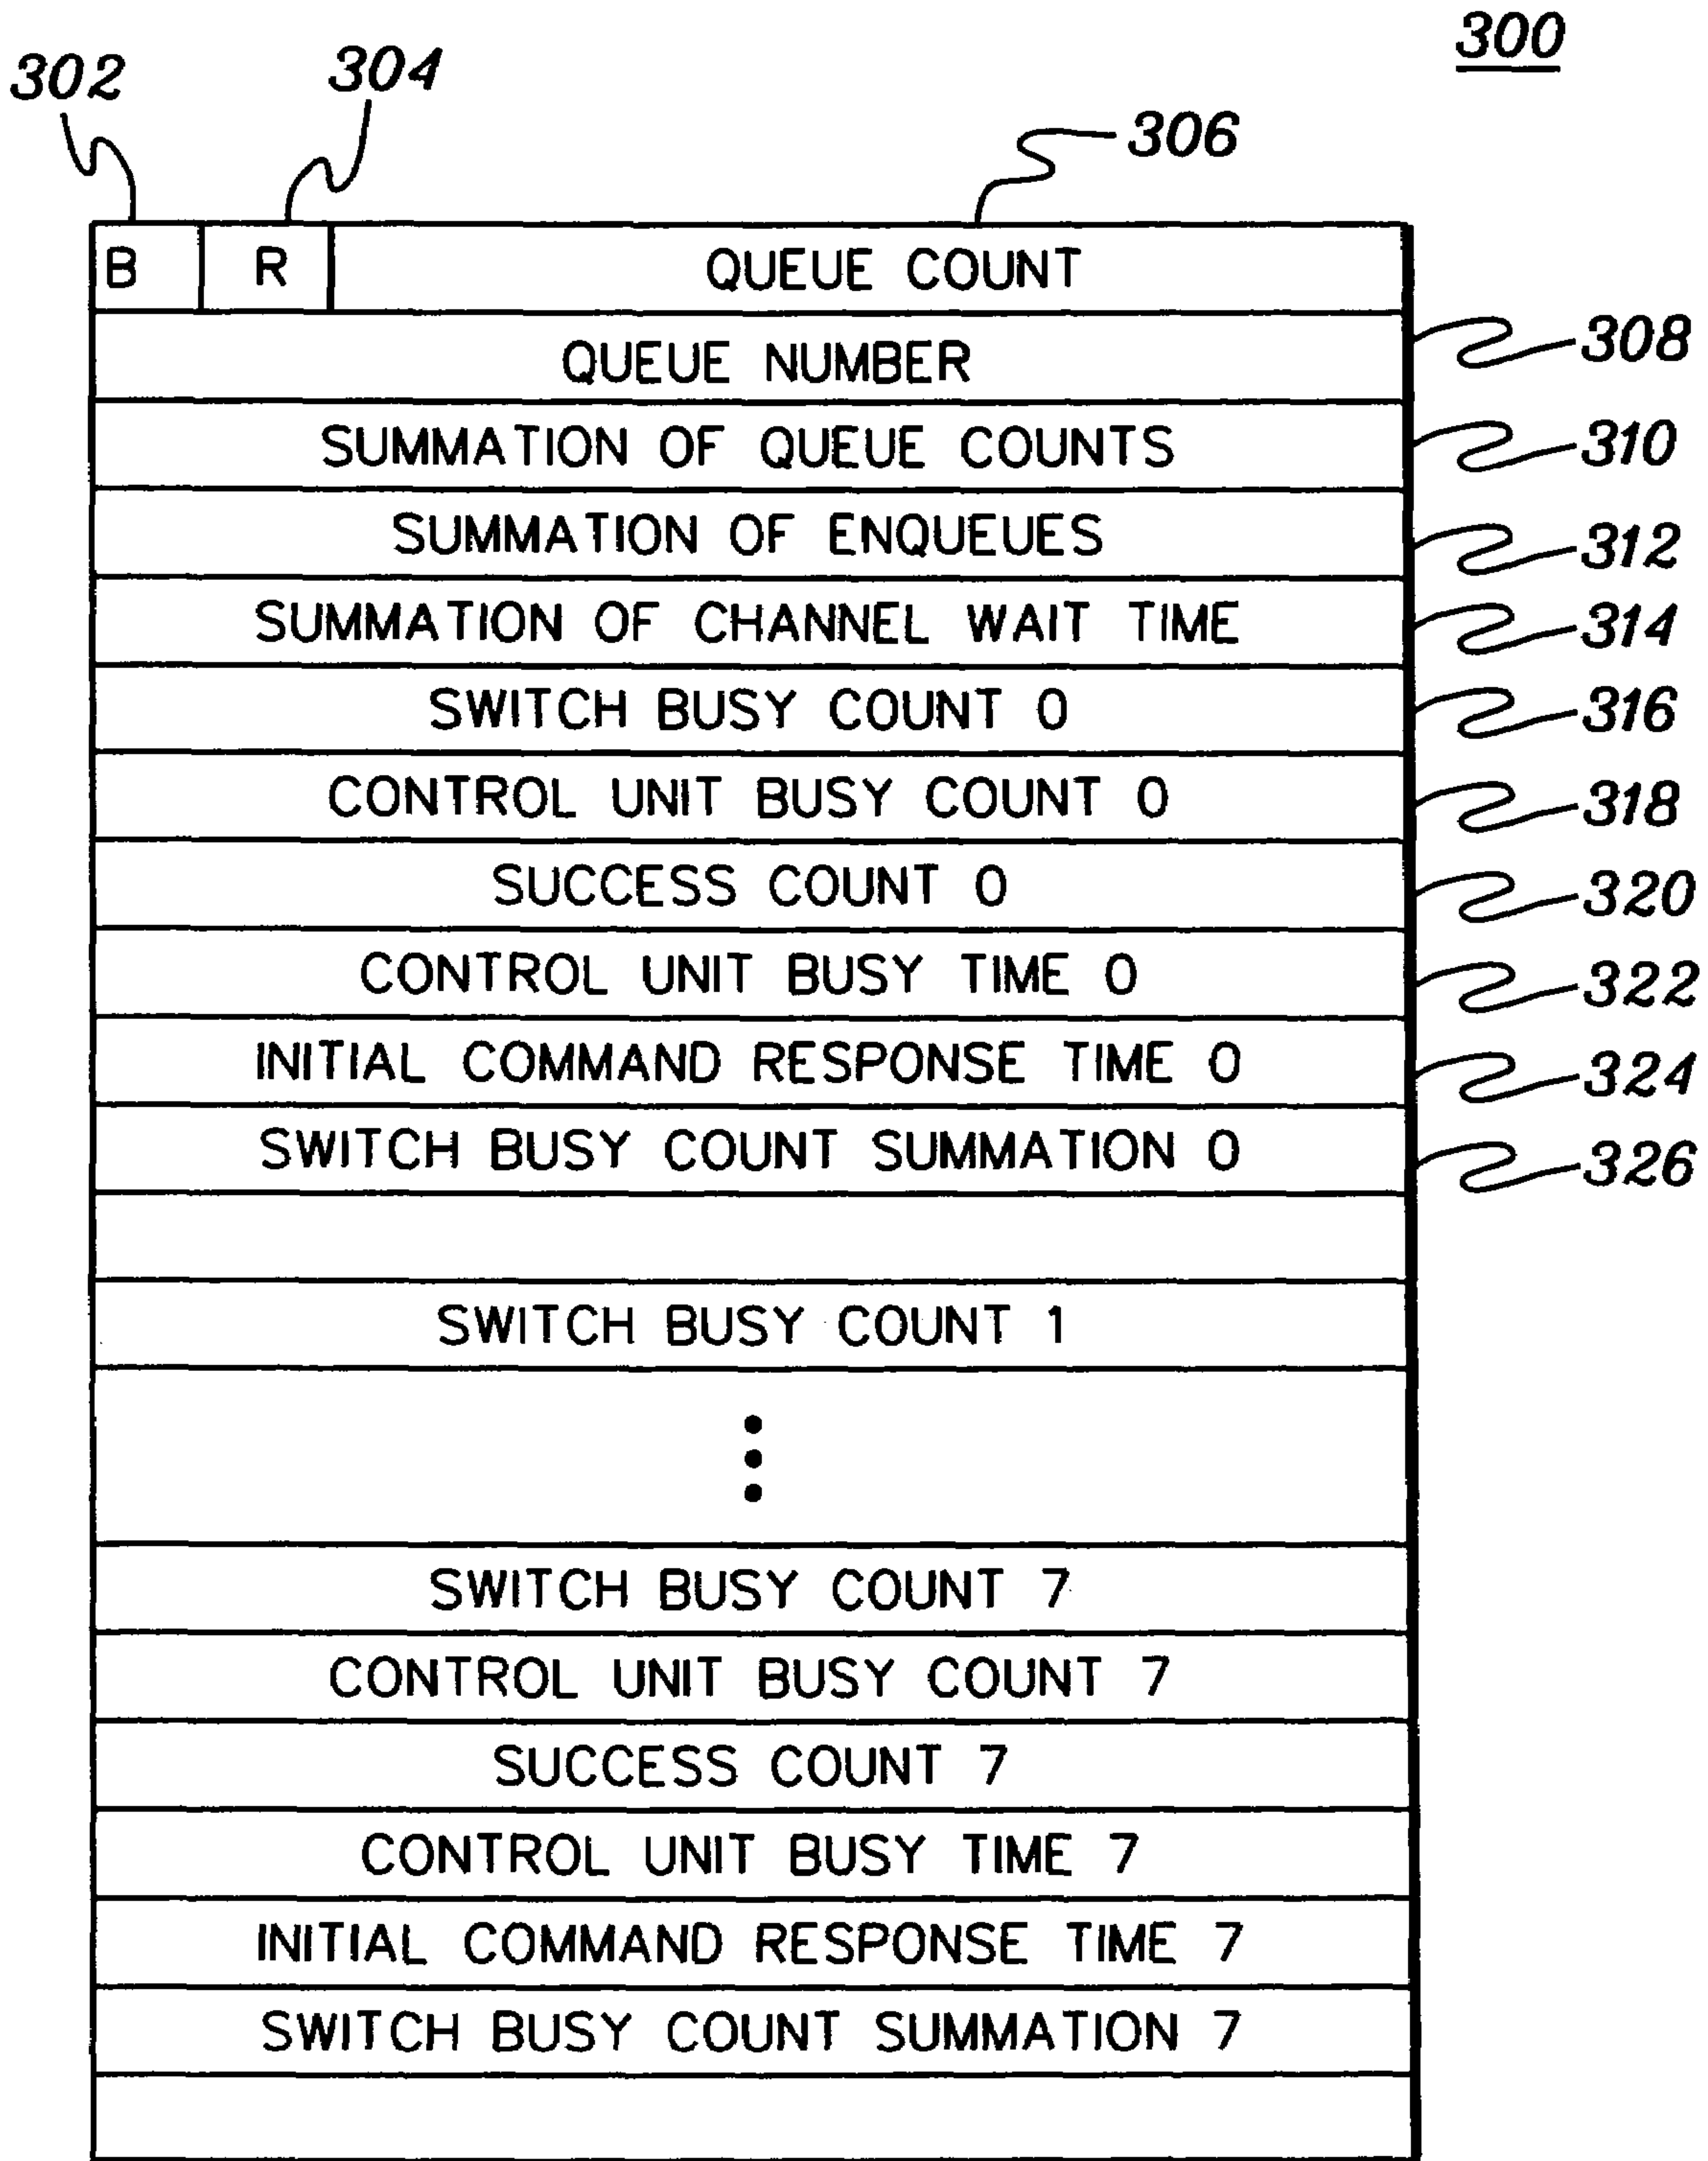 300
302 304 306
B R QUEUE COUNT
QUEUE NUMBER 308
SUMMATION OF QUEUE COUNTS 310
SUMMATION OF ENQUEUES 312
SUMMATION OF CHANNEL WAIT TIME 314
SWITCH BUSY COUNT 0 316
CONTROL UNIT BUSY COUNT 0 318
SUCCESS COUNT 0 320
CONTROL UNIT BUSY TIME 0 322
INITIAL COMMAND RESPONSE TIME 0 324
SWITCH BUSY COUNT SUMMATION 0 326
SWITCH BUSY COUNT 1
SWITCH BUSY COUNT 7
CONTROL UNIT BUSY COUNT 7
SUCCESS COUNT 7
CONTROL UNIT BUSY TIME 7
INITIAL COMMAND RESPONSE TIME 7
SWITCH BUSY COUNT SUMMATION 7